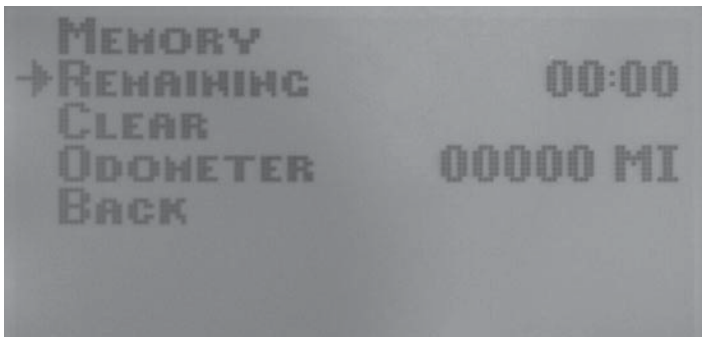 MEMORY
→REMAINING 00:00
CLEAR
ODOMETER 00000 MI
BACK